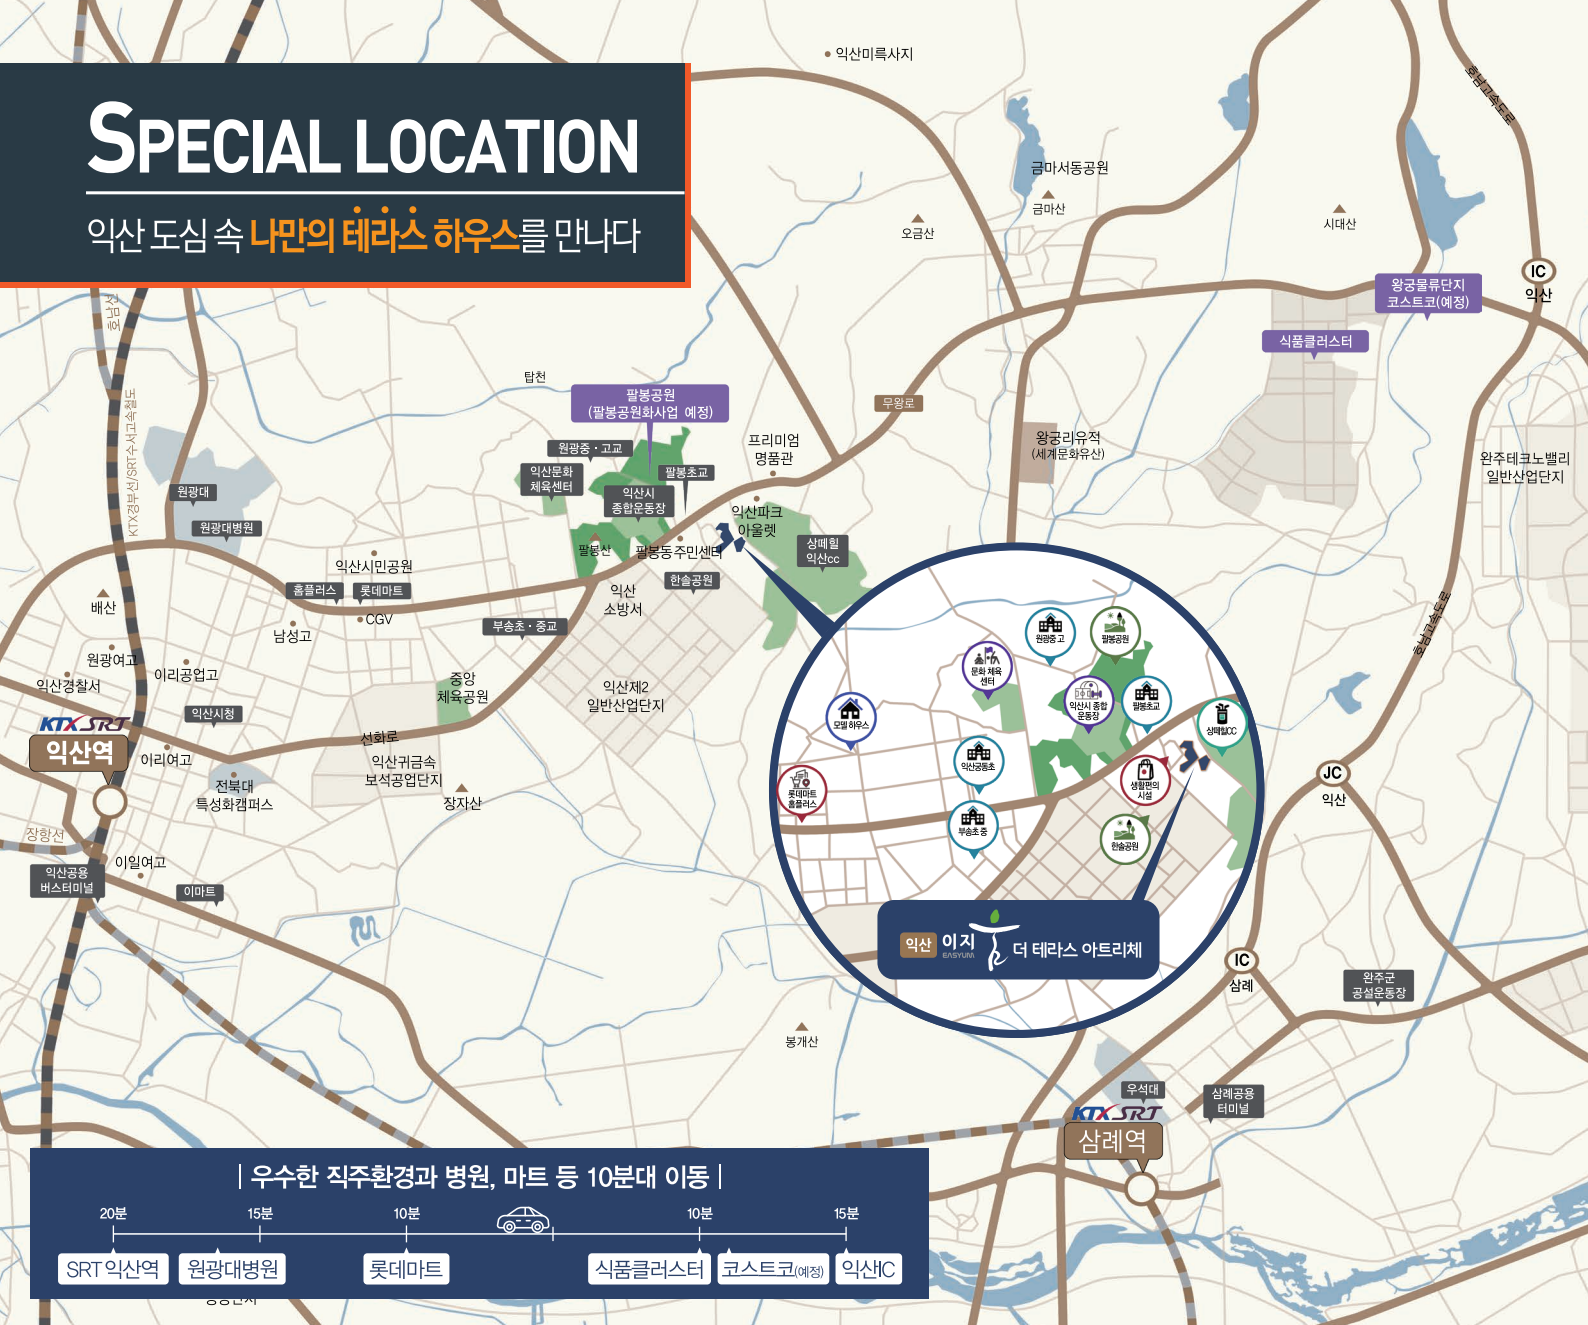 SPECIAL LOCATION
익산 도심 속 나만의 테라스 하우스를 만나다
익산미륵사지
호남고속도로
금마서동공원
금마산
오금산
시대산
IC
익산
왕궁물류단지
코스트코(예정)
식품클러스터
호남선
KTX경부선/SRT수서고속철도
탑천
팔봉공원
(팔봉공원화사업 예정)
무왕로
원광중·고교
익산문화
체육센터
팔봉초교
익산시
종합운동장
프리미엄
명품관
왕궁리유적
(세계문화유산)
완주테크노밸리
일반산업단지
원광대
원광대병원
익산파크
아울렛
상떼힐
익산cc
팔봉산
팔봉동주민센터
한솔공원
익산시민공원
홈플러스
롯데마트
CGV
익산
소방서
배산
남성고
부송초·중교
호남고속도로
원광여고
이리공업고
익산경찰서
중앙
체육공원
익산제2
일반산업단지
익산시청
KTX SRT
익산역
이리여고
선화로
익산귀금속
보석공업단지
전북대
특성화캠퍼스
장자산
장항선
이일여고
익산공용
버스터미널
이마트
원광중고
팔봉공원
문화 체육
센터
익산시 종합
운동장
팔봉초교
모델 하우스
상떼힐CC
익산궁동초
롯데마트
홈플러스
생활편의
시설
부송초 중
한솔공원
익산 이지 EASYUM 더 테라스 아트리체
JC
익산
IC
삼례
완주군
공설운동장
봉개산
우석대
삼례공용
터미널
KTX SRT
삼례역
우수한 직주환경과 병원, 마트 등 10분대 이동
20분 15분 10분 10분 15분
SRT 익산역 원광대병원 롯데마트 식품클러스터 코스트코(예정) 익산IC